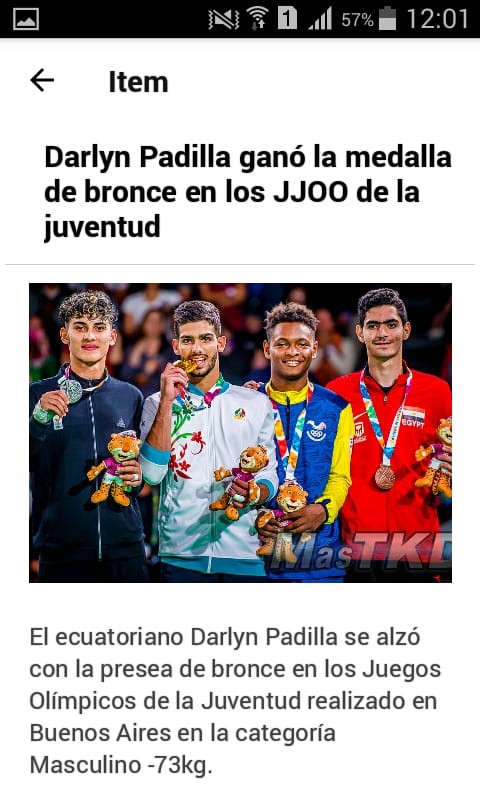 1 57% 12:01
Item
Darlyn Padilla ganó la medalla
de bronce en los JJOO de la
juventud
EGYPT
MasTKD
El ecuatoriano Darlyn Padilla se alzó
con la presea de bronce en los Juegos
Olímpicos de la Juventud realizado en
Buenos Aires en la categoría
Masculino -73kg.